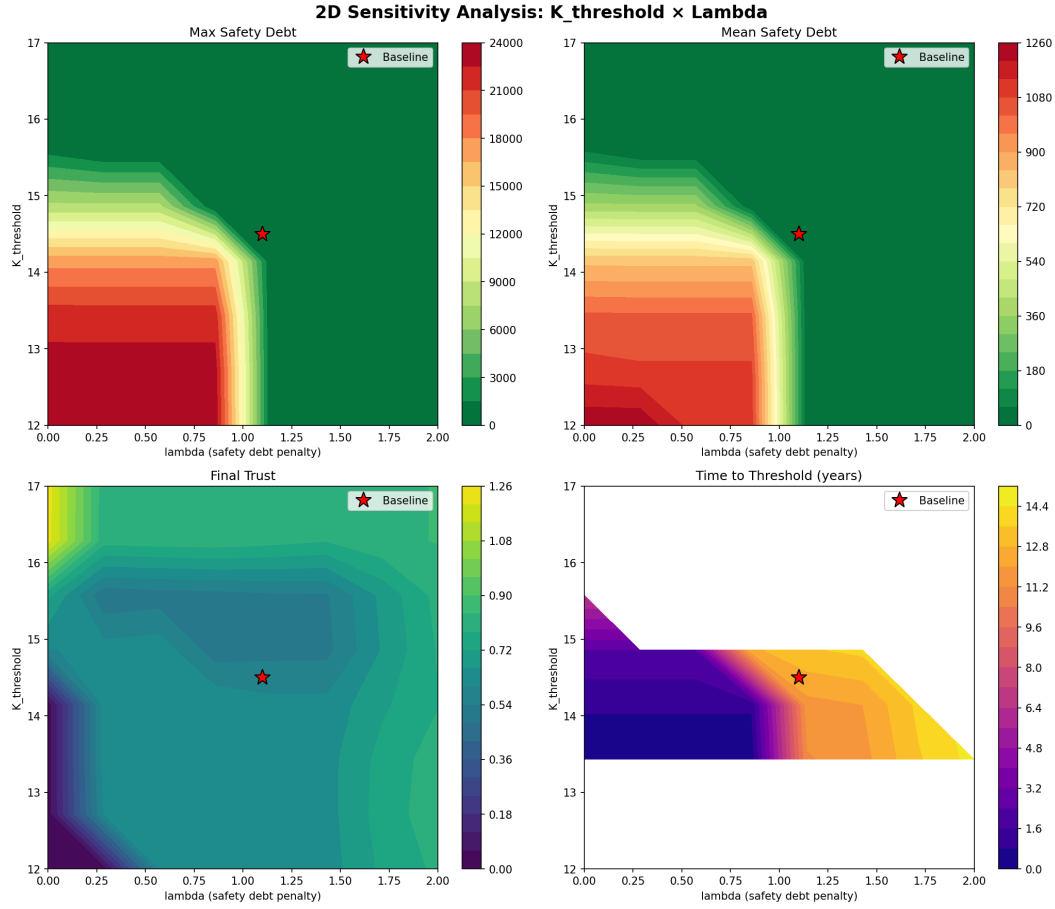 2D Sensitivity Analysis: K_threshold × Lambda
Max Safety Debt
Baseline
K_threshold
17
16
15
14
13
12
0.00 0.25 0.50 0.75 1.00 1.25 1.50 1.75 2.00
lambda (safety debt penalty)
24000
21000
18000
15000
12000
9000
6000
3000
0
Mean Safety Debt
Baseline
K_threshold
17
16
15
14
13
12
0.00 0.25 0.50 0.75 1.00 1.25 1.50 1.75 2.00
lambda (safety debt penalty)
1260
1080
900
720
540
360
180
0
Final Trust
Baseline
K_threshold
17
16
15
14
13
12
0.00 0.25 0.50 0.75 1.00 1.25 1.50 1.75 2.00
lambda (safety debt penalty)
1.26
1.08
0.90
0.72
0.54
0.36
0.18
0.00
Time to Threshold (years)
Baseline
K_threshold
17
16
15
14
13
12
0.00 0.25 0.50 0.75 1.00 1.25 1.50 1.75 2.00
lambda (safety debt penalty)
14.4
12.8
11.2
9.6
8.0
6.4
4.8
3.2
1.6
0.0